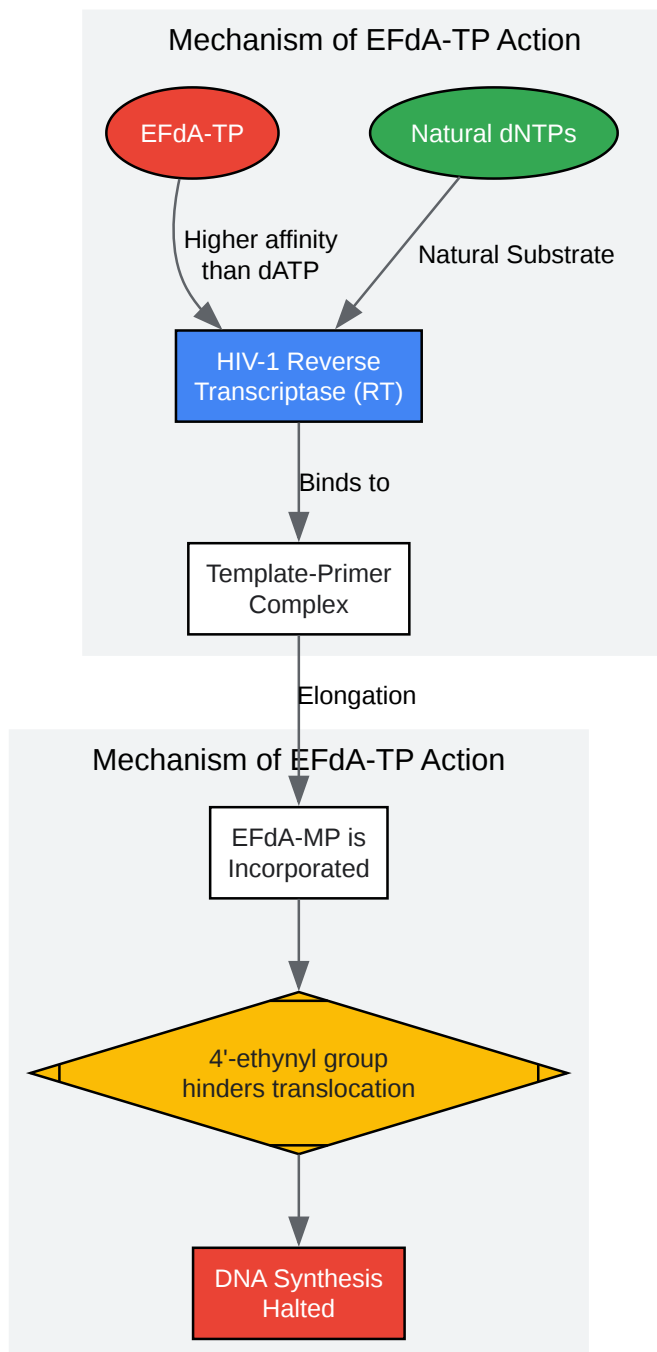 Mechanism of EFdA-TP Action
EFdA-TP
Natural dNTPs
Higher affinity
than dATP
Natural Substrate
HIV-1 Reverse
Transcriptase (RT)
Binds to
Template-Primer
Complex
Elongation
Mechanism of EFdA-TP Action
EFdA-MP is
Incorporated
4'-ethynyl group
hinders translocation
DNA Synthesis
Halted